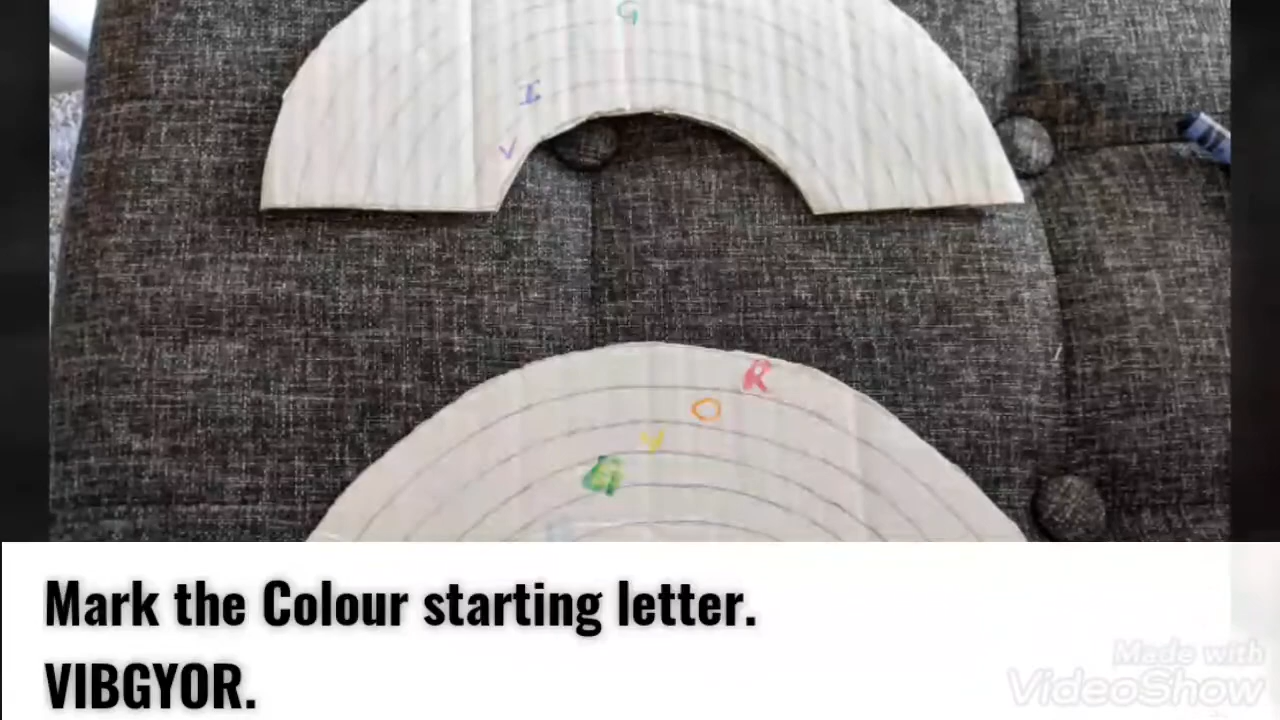 G
I
V
R
O
Y
G
Mark the Colour starting letter.
VIBGYOR.
Made with
VideoShow